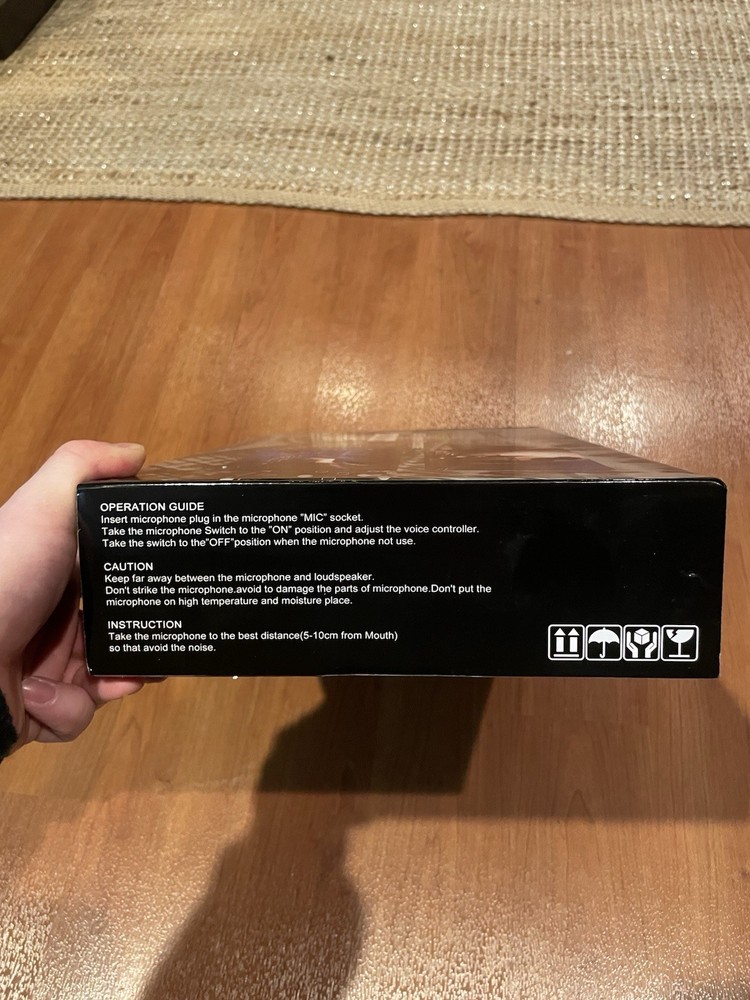 OPERATION GUIDE
Insert microphone plug in the microphone "MIC" socket.
Take the microphone Switch to the "ON" position and adjust the voice controller.
Take the switch to the"OFF"position when the microphone not use.
CAUTION
Keep far away between the microphone and loudspeaker.
Don't strike the microphone.avoid to damage the parts of microphone.Don't put the
microphone on high temperature and moisture place.
INSTRUCTION
Take the microphone to the best distance(5-10cm from Mouth)
so that avoid the noise.